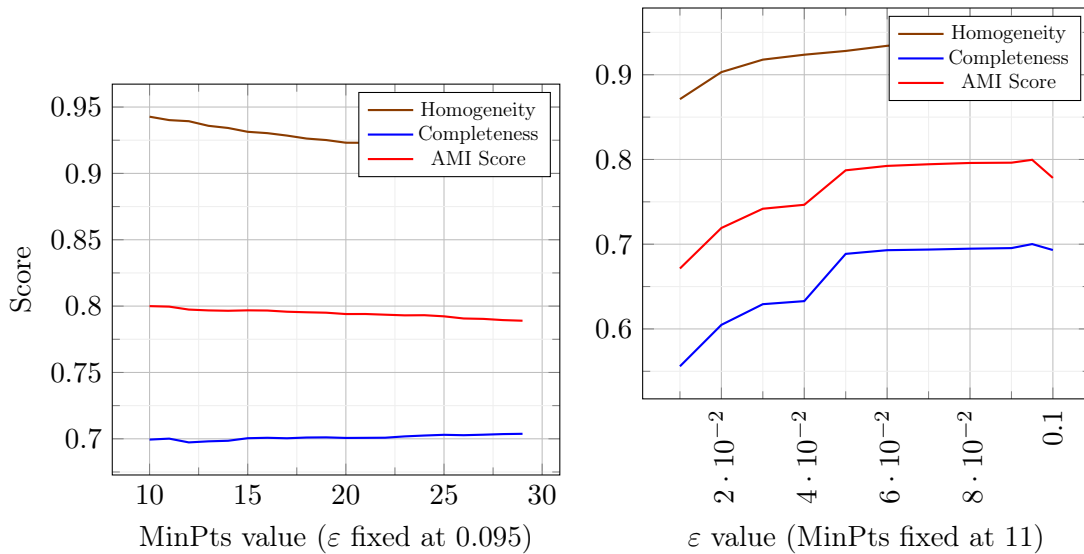 Score
0.95
0.9
0.85
0.8
0.75
0.7
10 15 20 25 30
MinPts value (ε fixed at 0.095)
Homogeneity
Completeness
AMI Score
0.9
0.8
0.7
0.6
2 · 10⁻²
4 · 10⁻²
6 · 10⁻²
8 · 10⁻²
0.1
ε value (MinPts fixed at 11)
Homogeneity
Completeness
AMI Score